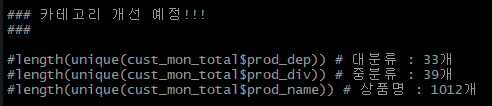 ### 카테고리 개선 예정!!!
###
#length(unique(cust_mon_total$prod_dep)) # 대분류 : 33개
#length(unique(cust_mon_total$prod_div)) # 중분류 : 39개
#length(unique(cust_mon_total$prod_name)) # 상품명 : 1012개